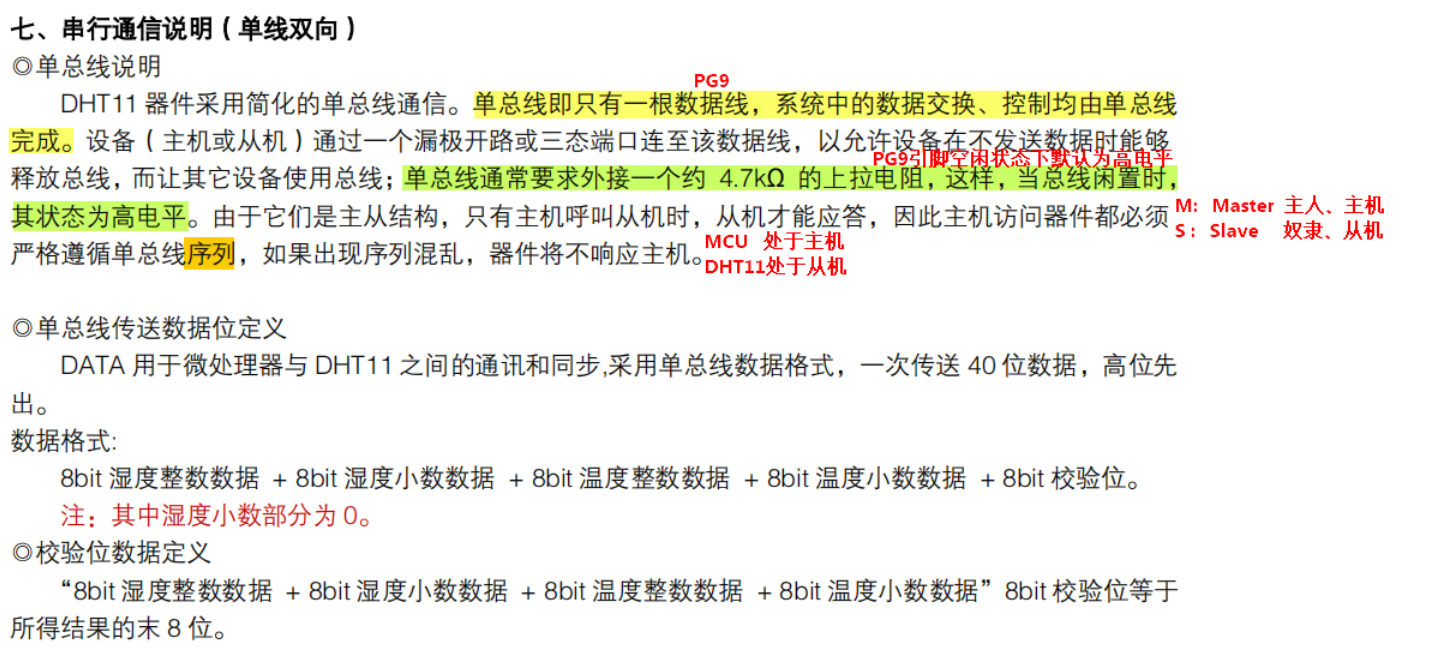 七、串行通信说明（单线双向）
◎单总线说明
PG9
DHT11 器件采用简化的单总线通信。单总线即只有一根数据线，系统中的数据交换、控制均由单总线
完成。设备（主机或从机）通过一个漏极开路或三态端口连至该数据线，以允许设备在不发送数据时能够
PG9引脚空闲状态下默认为高电平
释放总线，而让其它设备使用总线；单总线通常要求外接一个约 4.7kΩ 的上拉电阻，这样，当总线闲置时，
其状态为高电平。由于它们是主从结构，只有主机呼叫从机时，从机才能应答，因此主机访问器件都必须
M: Master 主人、主机
S： Slave 奴隶、从机
严格遵循单总线序列，如果出现序列混乱，器件将不响应主机。
MCU 处于主机
DHT11处于从机
◎单总线传送数据位定义
DATA 用于微处理器与 DHT11 之间的通讯和同步,采用单总线数据格式，一次传送 40 位数据，高位先
出。
数据格式:
8bit 湿度整数数据 + 8bit 湿度小数数据 + 8bit 温度整数数据 + 8bit 温度小数数据 + 8bit 校验位。
注：其中湿度小数部分为 0。
◎校验位数据定义
“8bit 湿度整数数据 + 8bit 湿度小数数据 + 8bit 温度整数数据 + 8bit 温度小数数据”8bit 校验位等于
所得结果的末 8 位。